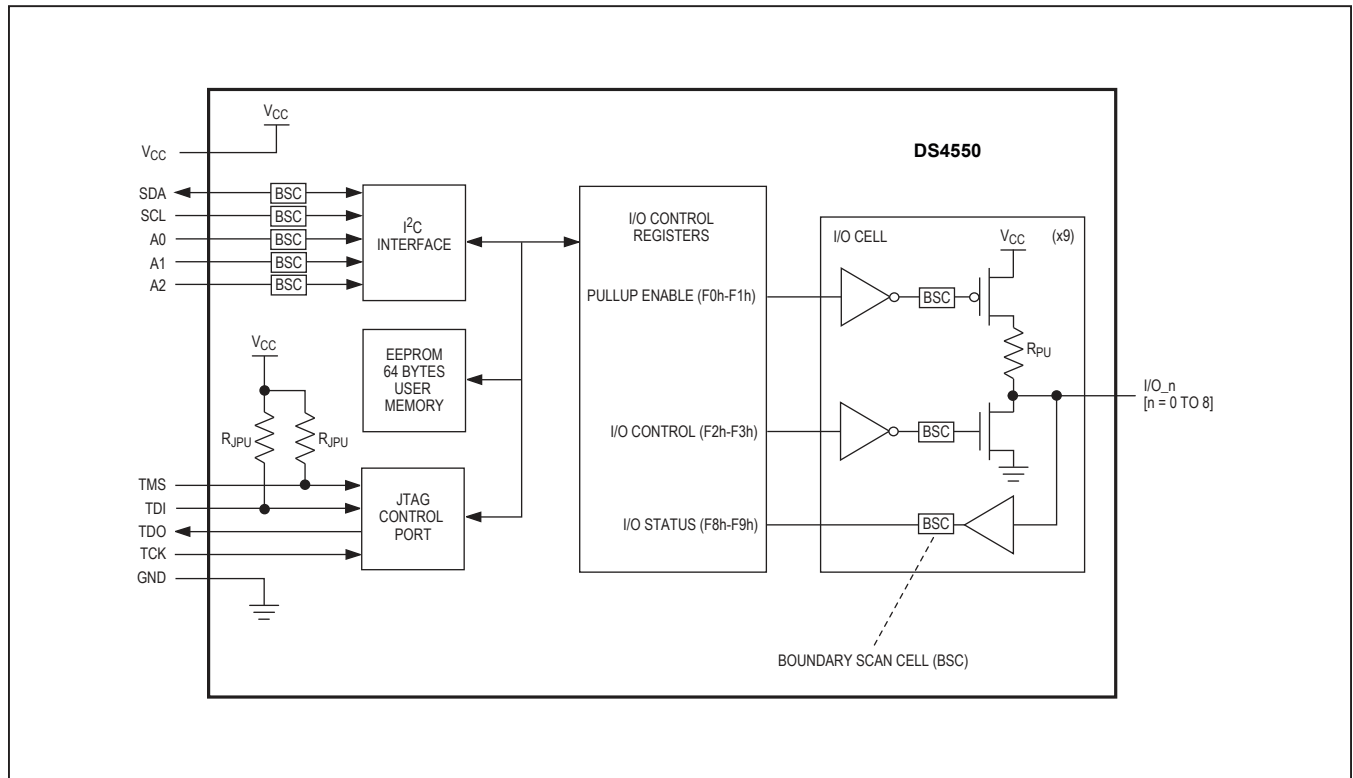 DS4550
VCC
VCC
SDA
SCL
A0
A1
A2
BSC
BSC
BSC
BSC
BSC
I2C
INTERFACE
EEPROM
64 BYTES
USER
MEMORY
VCC
RJPU
RJPU
TMS
TDI
TDO
TCK
GND
JTAG
CONTROL
PORT
I/O CONTROL
REGISTERS
PULLUP ENABLE (F0h-F1h)
I/O CONTROL (F2h-F3h)
I/O STATUS (F8h-F9h)
I/O CELL
VCC
(x9)
BSC
RPU
BSC
BSC
I/O_n
[n = 0 TO 8]
BOUNDARY SCAN CELL (BSC)